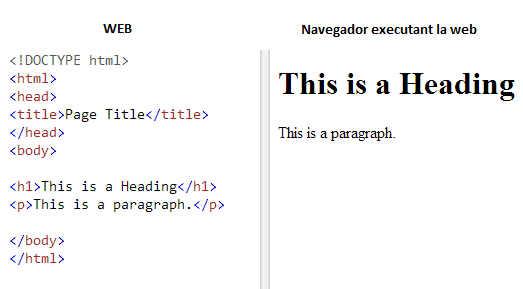 WEB
<!DOCTYPE html>
<html>
<head>
<title>Page Title</title>
</head>
<body>
<h1>This is a Heading</h1>
<p>This is a paragraph.</p>
</body>
</html>
Navegador executant la web
This is a Heading
This is a paragraph.